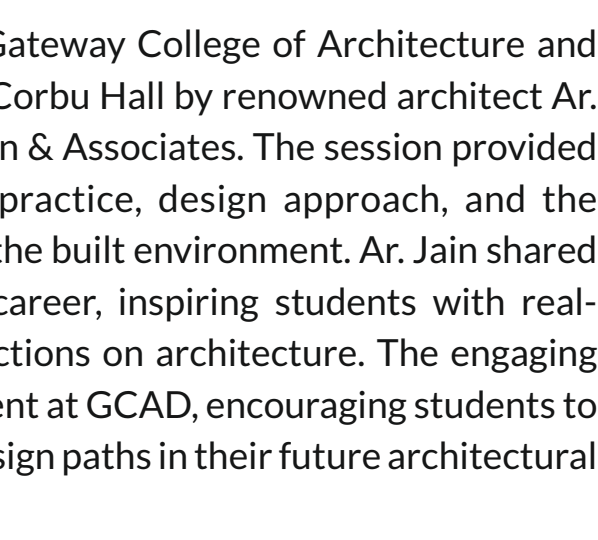 Gateway College of Architecture and
Corbu Hall by renowned architect Ar.
n & Associates. The session provided
practice, design approach, and the
the built environment. Ar. Jain shared
career, inspiring students with real-
ctions on architecture. The engaging
ent at GCAD, encouraging students to
sign paths in their future architectural